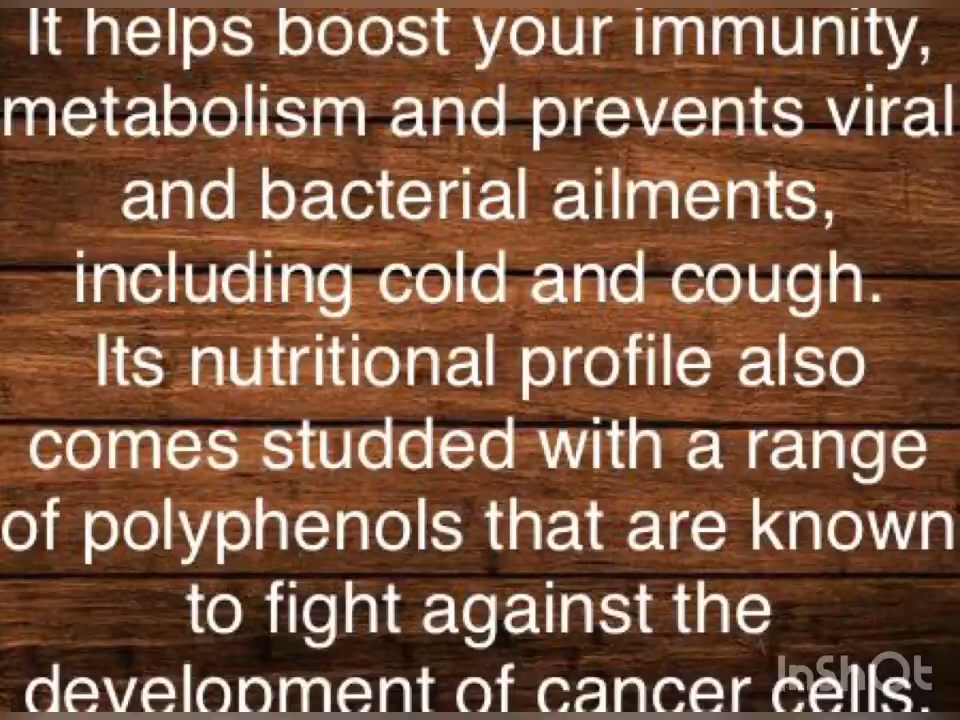 It helps boost your immunity,
metabolism and prevents viral
and bacterial ailments,
including cold and cough.
Its nutritional profile also
comes studded with a range
of polyphenols that are known
to fight against the
development of cancer cells.
InShOt